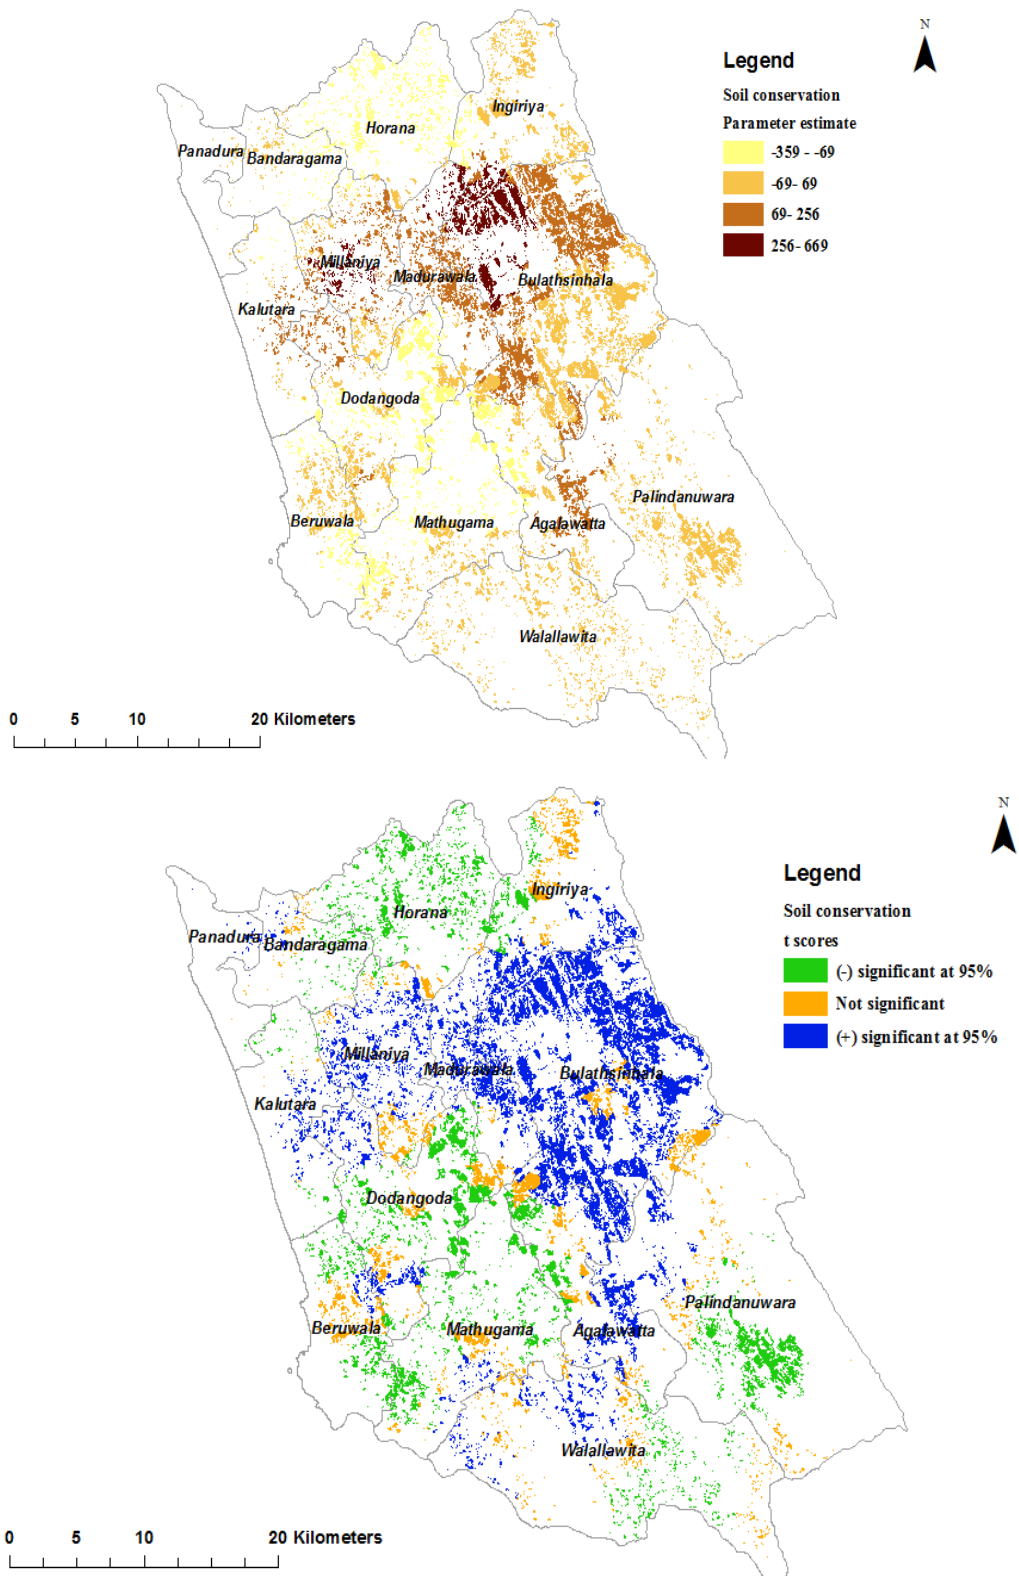 N
Legend
Soil conservation
Parameter estimate
-359 - -69
-69- 69
69- 256
256- 669
Ingiriya
Horana
Panadura
Bandaragama
Millaniya
Madurawala
Bulathsinhala
Kalutara
Dodangoda
Palindanuwara
Beruwala
Mathugama
Agalawatta
Walallawita
0 5 10 20 Kilometers
N
Legend
Soil conservation
t scores
(-) significant at 95%
Not significant
(+) significant at 95%
Ingiriya
Horana
Panadura
Bandaragama
Millaniya
Madurawala
Bulathsinhala
Kalutara
Dodangoda
Palindanuwara
Beruwala
Mathugama
Agalawatta
Walallawita
0 5 10 20 Kilometers